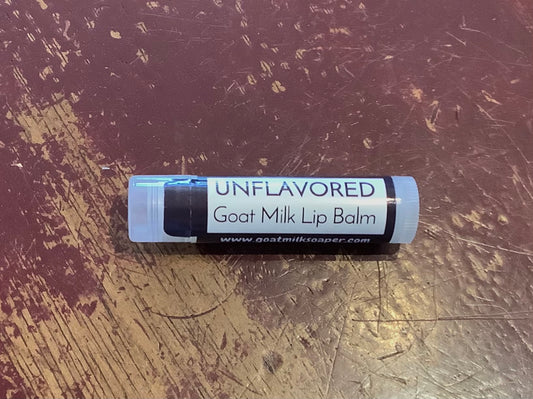 UNFLAVORED
Goat Milk Lip Balm
www.goatmilksoaper.com